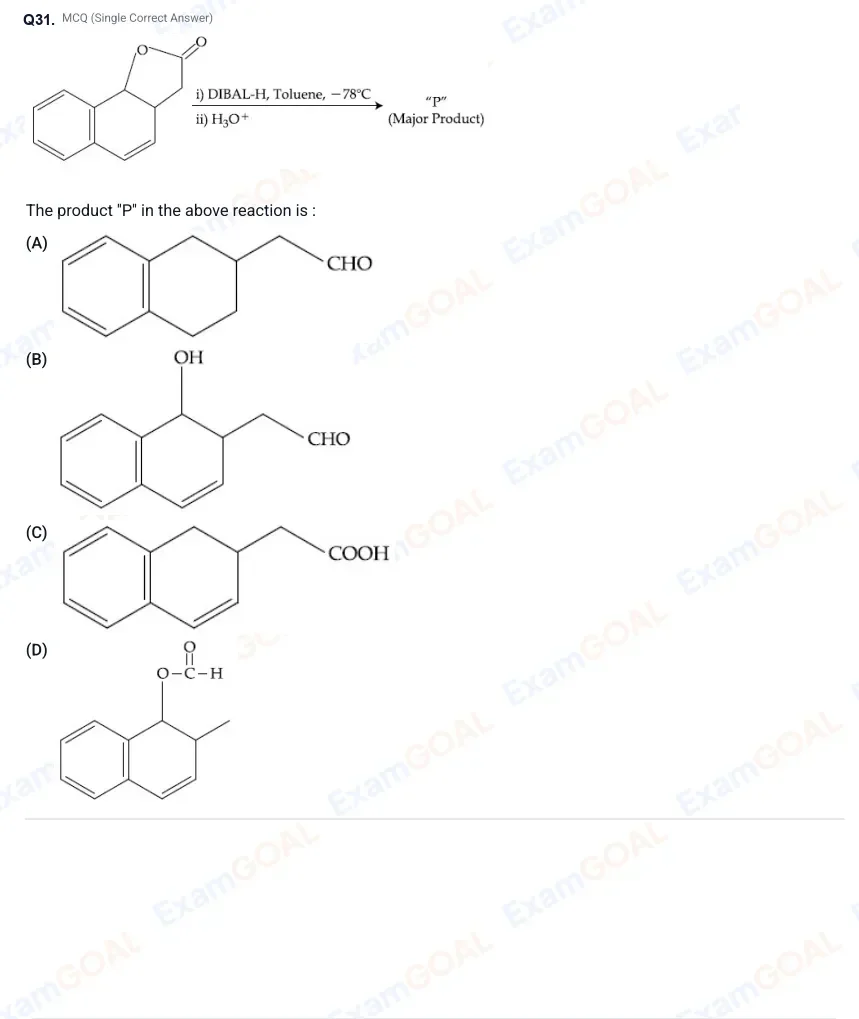 Q31. MCQ (Single Correct Answer)
O
O
i) DIBAL-H, Toluene, −78°C
ii) H₃O⁺
"P"
(Major Product)
The product "P" in the above reaction is :
(A)
CHO
(B)
OH
CHO
(C)
COOH
(D)
O
O−C−H
ExamGOAL